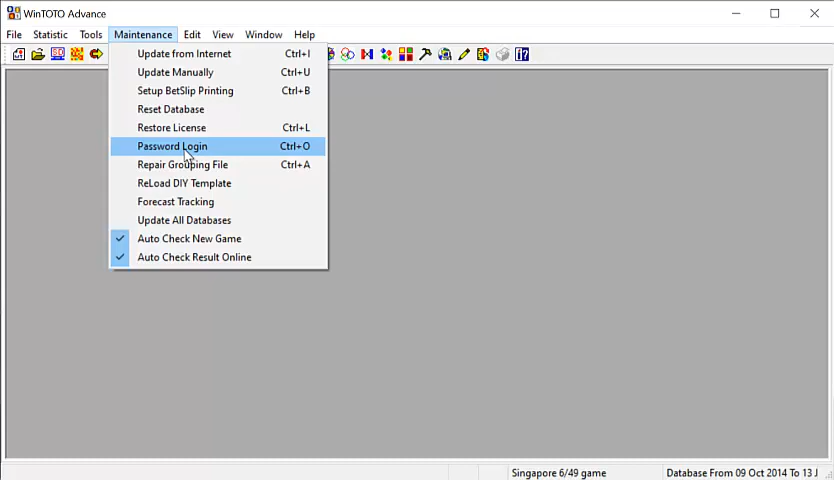 WinTOTO Advance
File Statistic Tools Maintenance Edit View Window Help
Update from Internet Ctrl+I
Update Manually Ctrl+U
Setup BetSlip Printing Ctrl+B
Reset Database
Restore License Ctrl+L
Password Login Ctrl+O
Repair Grouping File Ctrl+A
ReLoad DIY Template
Forecast Tracking
Update All Databases
Auto Check New Game
Auto Check Result Online
Singapore 6/49 game Database From 09 Oct 2014 To 13 J